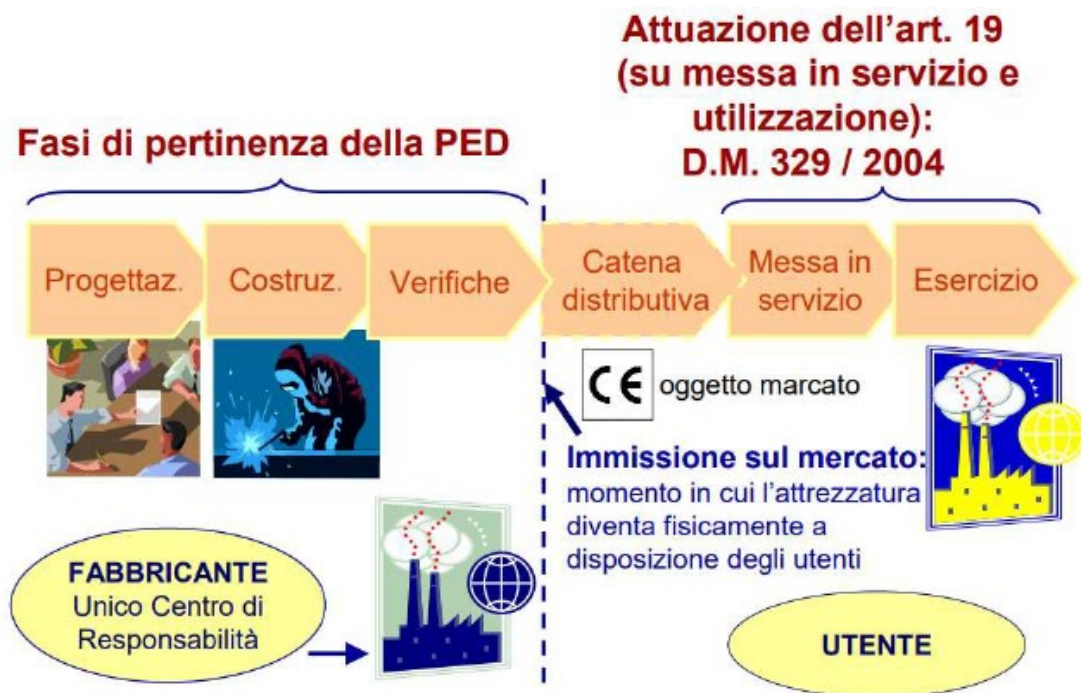 Attuazione dell'art. 19
(su messa in servizio e
utilizzazione):
D.M. 329 / 2004
Fasi di pertinenza della PED
Progettaz.
Costruz.
Verifiche
Catena
distributiva
Messa in
servizio
Esercizio
CE oggetto marcato
Immissione sul mercato:
momento in cui l'attrezzatura
diventa fisicamente a
disposizione degli utenti
FABBRICANTE
Unico Centro di
Responsabilità
UTENTE